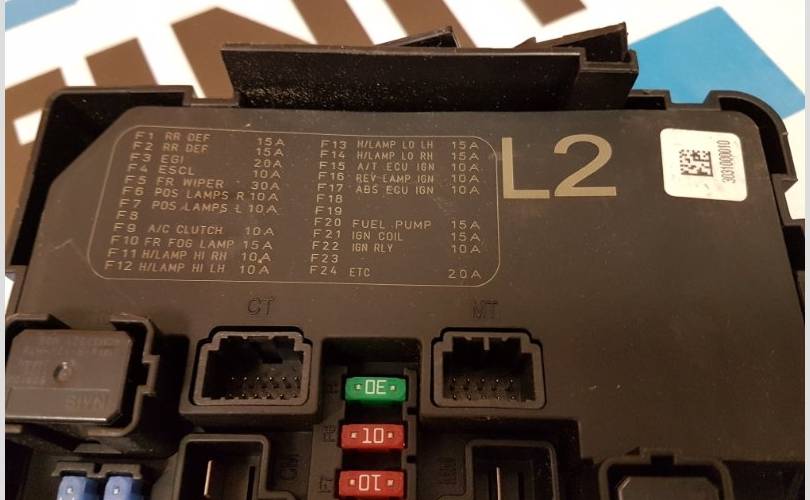 F1 RR DEF 15A
F2 RR DEF 15A
F3 EGI 20A
F4 ESCL 10A
F5 FR WIPER 30A
F6 POS LAMPS R 10A
F7 POS LAMPS L 10A
F8
F9 A/C CLUTCH 10A
F10 FR FOG LAMP 15A
F11 H/LAMP HI RH 10A
F12 H/LAMP HI LH 10A
F13 H/LAMP LO LH 15A
F14 H/LAMP LO RH 15A
F15 A/T ECU IGN 10A
F16 REV LAMP IGN 10A
F17 ABS ECU IGN 10A
F18
F19
F20 FUEL PUMP 15A
F21 IGN COIL 15A
F22 IGN RLY 10A
F23
F24 ETC 20A
L2
3031000010
CT
MT
30
10
F7
10